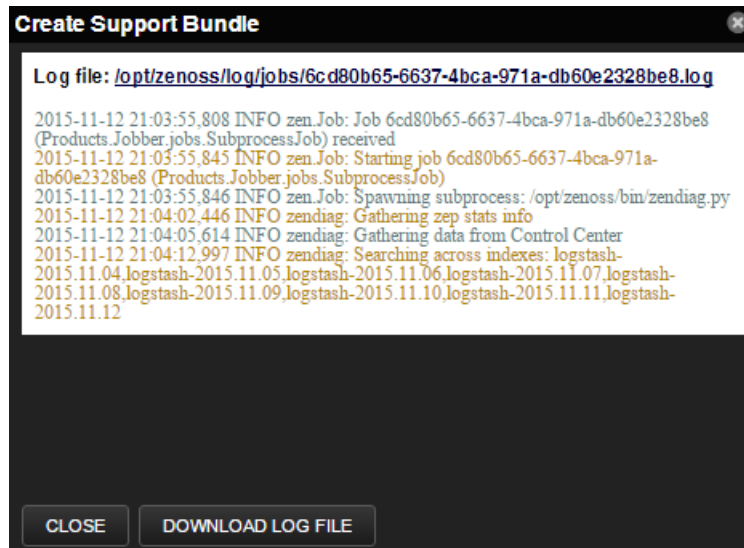 Create Support Bundle
Log file: /opt/zenoss/log/jobs/6cd80b65-6637-4bca-971a-db60e2328be8.log
2015-11-12 21:03:55,808 INFO zen.Job: Job 6cd80b65-6637-4bca-971a-db60e2328be8
(Products.Jobber.jobs.SubprocessJob) received
2015-11-12 21:03:55,845 INFO zen.Job: Starting job 6cd80b65-6637-4bca-971a-
db60e2328be8 (Products.Jobber.jobs.SubprocessJob)
2015-11-12 21:03:55,846 INFO zen.Job: Spawning subprocess: /opt/zenoss/bin/zendiag.py
2015-11-12 21:04:02,446 INFO zendiag: Gathering zep stats info
2015-11-12 21:04:05,614 INFO zendiag: Gathering data from Control Center
2015-11-12 21:04:12,997 INFO zendiag: Searching across indexes: logstash-
2015.11.04,logstash-2015.11.05,logstash-2015.11.06,logstash-2015.11.07,logstash-
2015.11.08,logstash-2015.11.09,logstash-2015.11.10,logstash-2015.11.11,logstash-
2015.11.12
CLOSE DOWNLOAD LOG FILE